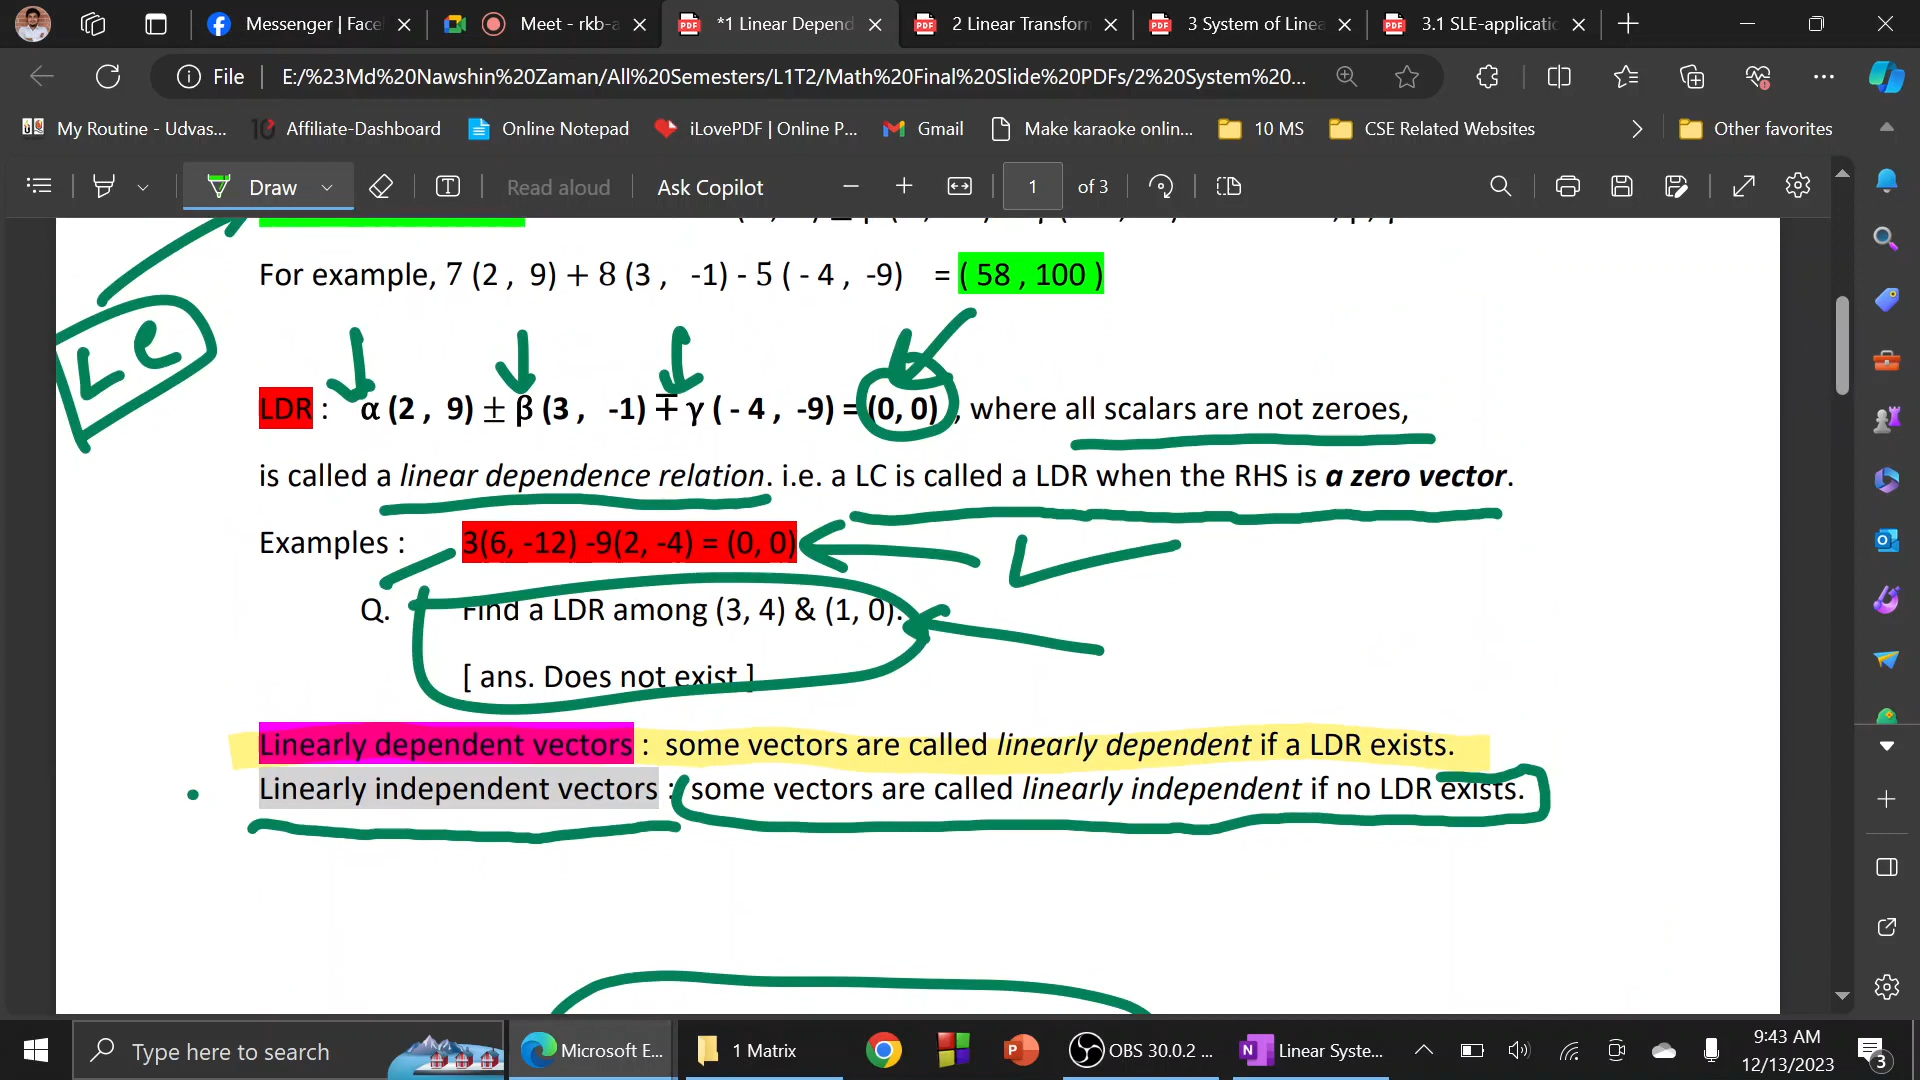 Messenger | Face
Meet - rkb-a
*1 Linear Depend
2 Linear Transforn
3 System of Linea
3.1 SLE-applicatio
File
E:/%23Md%20Nawshin%20Zaman/All%20Semesters/L1T2/Math%20Final%20Slide%20PDFs/2%20System%20...
My Routine - Udvas...
Affiliate-Dashboard
Online Notepad
iLovePDF | Online P...
Gmail
Make karaoke onlin...
10 MS
CSE Related Websites
Other favorites
Draw
Read aloud
Ask Copilot
1 of 3
For example, 7 (2 , 9) + 8 (3 , -1) - 5 ( - 4 , -9) = ( 58 , 100 )
LC
LDR : α (2 , 9) ± β (3 , -1) ∓ γ ( - 4 , -9) = (0, 0) , where all scalars are not zeroes,
is called a linear dependence relation. i.e. a LC is called a LDR when the RHS is a zero vector.
Examples : 3(6, -12) -9(2, -4) = (0, 0)
Q. Find a LDR among (3, 4) & (1, 0).
[ ans. Does not exist ]
Linearly dependent vectors : some vectors are called linearly dependent if a LDR exists.
Linearly independent vectors : some vectors are called linearly independent if no LDR exists.
Type here to search
Microsoft E...
1 Matrix
OBS 30.0.2 ...
Linear Syste...
9:43 AM
12/13/2023
3